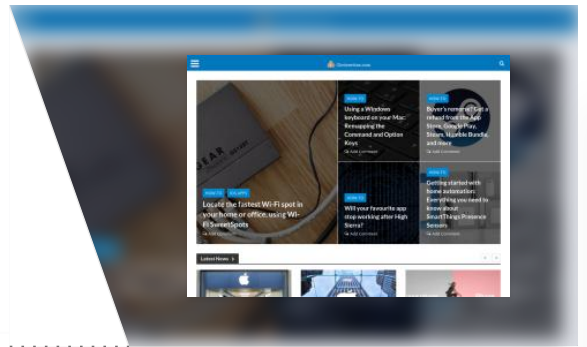 HOW-TO
Using a Windows
keyboard on your Mac:
Remapping the
Command and Option
Keys
Add Comment
HOW-TO
Buyer's remorse? Get a
refund from the App
Store, Google Play,
Steam, Humble Bundle,
and more
Add Comment
HOW-TO
Locate the fastest Wi-Fi spot in
your home or office, using Wi-
Fi SweetSpots
Add Comment
HOW-TO
Will your favourite app
stop working after High
Sierra?
Add Comment
HOW-TO
Getting started with
home automation:
Everything you need to
know about
SmartThings Presence
Sensors
Add Comment
Latest News